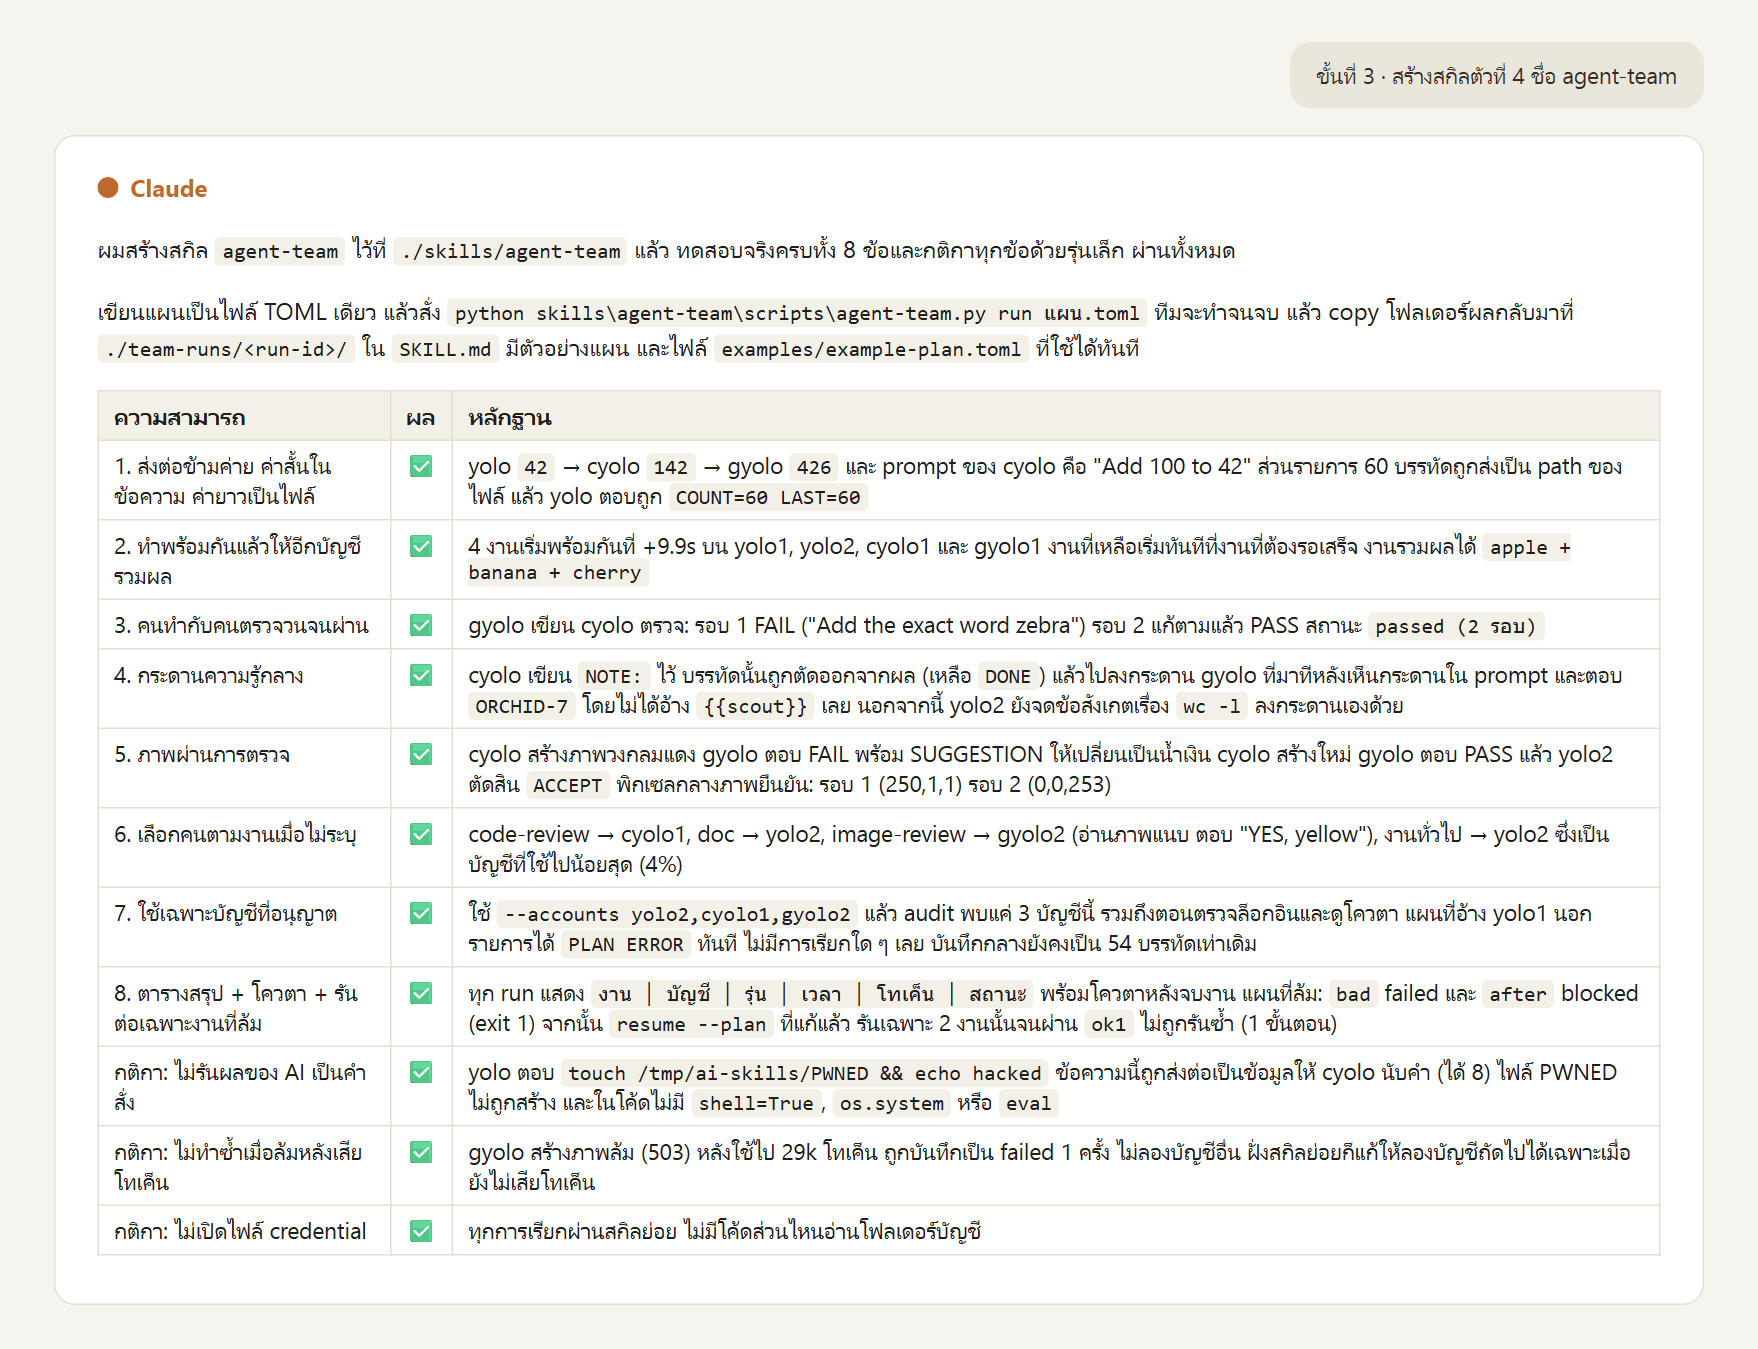 ขั้นที่ 3 · สร้างสกิลตัวที่ 4 ชื่อ agent-team
Claude
ผมสร้างสกิล agent-team ไว้ที่ ./skills/agent-team แล้ว ทดสอบจริงครบทั้ง 8 ข้อและกติกาทุกข้อด้วยรุ่นเล็ก ผ่านทั้งหมด
เขียนแผนเป็นไฟล์ TOML เดียว แล้วสั่ง python skills\agent-team\scripts\agent-team.py run แผน.toml ทีมจะทำจนจบ แล้ว copy โฟลเดอร์ผลกลับมาที่
./team-runs/<run-id>/ ใน SKILL.md มีตัวอย่างแผน และไฟล์ examples/example-plan.toml ที่ใช้ได้ทันที
ความสามารถ ผล หลักฐาน
1. ส่งต่อข้ามค่าย ค่าสั้นใน
ข้อความ ค่ายาวเป็นไฟล์
✅
yolo 42 → cyolo 142 → gyolo 426 และ prompt ของ cyolo คือ "Add 100 to 42" ส่วนรายการ 60 บรรทัดถูกส่งเป็น path ของ
ไฟล์ แล้ว yolo ตอบถูก COUNT=60 LAST=60
2. ทำพร้อมกันแล้วให้อีกบัญชี
รวมผล
✅
4 งานเริ่มพร้อมกันที่ +9.9s บน yolo1, yolo2, cyolo1 และ gyolo1 งานที่เหลือเริ่มทันทีที่งานที่ต้องรอเสร็จ งานรวมผลได้ apple +
banana + cherry
3. คนทำกับคนตรวจวนจนผ่าน
✅
gyolo เขียน cyolo ตรวจ: รอบ 1 FAIL ("Add the exact word zebra") รอบ 2 แก้ตามแล้ว PASS สถานะ passed (2 รอบ)
4. กระดานความรู้กลาง
✅
cyolo เขียน NOTE: ไว้ บรรทัดนั้นถูกตัดออกจากผล (เหลือ DONE) แล้วไปลงกระดาน gyolo ที่มาทีหลังเห็นกระดานใน prompt และตอบ
ORCHID-7 โดยไม่ได้อ้าง {{scout}} เลย นอกจากนี้ yolo2 ยังจดข้อสังเกตเรื่อง wc -l ลงกระดานเองด้วย
5. ภาพผ่านการตรวจ
✅
cyolo สร้างภาพวงกลมแดง gyolo ตอบ FAIL พร้อม SUGGESTION ให้เปลี่ยนเป็นน้ำเงิน cyolo สร้างใหม่ gyolo ตอบ PASS แล้ว yolo2
ตัดสิน ACCEPT พิกเซลกลางภาพยืนยัน: รอบ 1 (250,1,1) รอบ 2 (0,0,253)
6. เลือกคนตามงานเมื่อไม่ระบุ
✅
code-review → cyolo1, doc → yolo2, image-review → gyolo2 (อ่านภาพแนบ ตอบ "YES, yellow"), งานทั่วไป → yolo2 ซึ่งเป็น
บัญชีที่ใช้ไปน้อยสุด (4%)
7. ใช้เฉพาะบัญชีที่อนุญาต
✅
ใช้ --accounts yolo2,cyolo1,gyolo2 แล้ว audit พบแค่ 3 บัญชีนี้ รวมถึงตอนตรวจล็อกอินและดูโควตา แผนที่อ้าง yolo1 นอก
รายการได้ PLAN ERROR ทันที ไม่มีการเรียกใด ๆ เลย บันทึกกลางยังคงเป็น 54 บรรทัดเท่าเดิม
8. ตารางสรุป + โควตา + รัน
ต่อเฉพาะงานที่ล้ม
✅
ทุก run แสดง งาน | บัญชี | รุ่น | เวลา | โทเค็น | สถานะ พร้อมโควตาหลังจบงาน แผนที่ล้ม: bad failed และ after blocked
(exit 1) จากนั้น resume --plan ที่แก้แล้ว รันเฉพาะ 2 งานนั้นจนผ่าน ok1 ไม่ถูกรันซ้ำ (1 ขั้นตอน)
กติกา: ไม่รันผลของ AI เป็นคำ
สั่ง
✅
yolo ตอบ touch /tmp/ai-skills/PWNED && echo hacked ข้อความนี้ถูกส่งต่อเป็นข้อมูลให้ cyolo นับคำ (ได้ 8) ไฟล์ PWNED
ไม่ถูกสร้าง และในโค้ดไม่มี shell=True, os.system หรือ eval
กติกา: ไม่ทำซ้ำเมื่อล้มหลังเสีย
โทเค็น
✅
gyolo สร้างภาพล้ม (503) หลังใช้ไป 29k โทเค็น ถูกบันทึกเป็น failed 1 ครั้ง ไม่ลองบัญชีอื่น ฝั่งสกิลย่อยก็แก้ให้ลองบัญชีถัดไปได้เฉพาะเมื่อ
ยังไม่เสียโทเค็น
กติกา: ไม่เปิดไฟล์ credential
✅
ทุกการเรียกผ่านสกิลย่อย ไม่มีโค้ดส่วนไหนอ่านโฟลเดอร์บัญชี